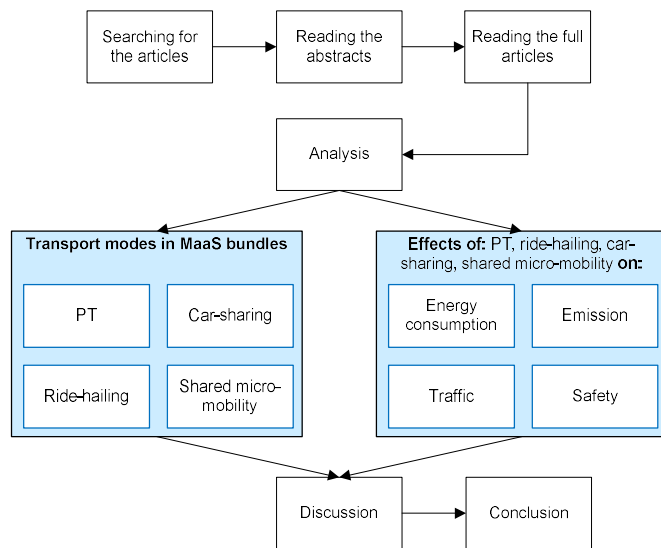 Searching for
the articles
Reading the
abstracts
Reading the full
articles
Analysis
Transport modes in MaaS bundles
PT
Car-sharing
Ride-hailing
Shared micro-
mobility
Effects of: PT, ride-hailing, car-
sharing, shared micro-mobility on:
Energy
consumption
Emission
Traffic
Safety
Discussion
Conclusion